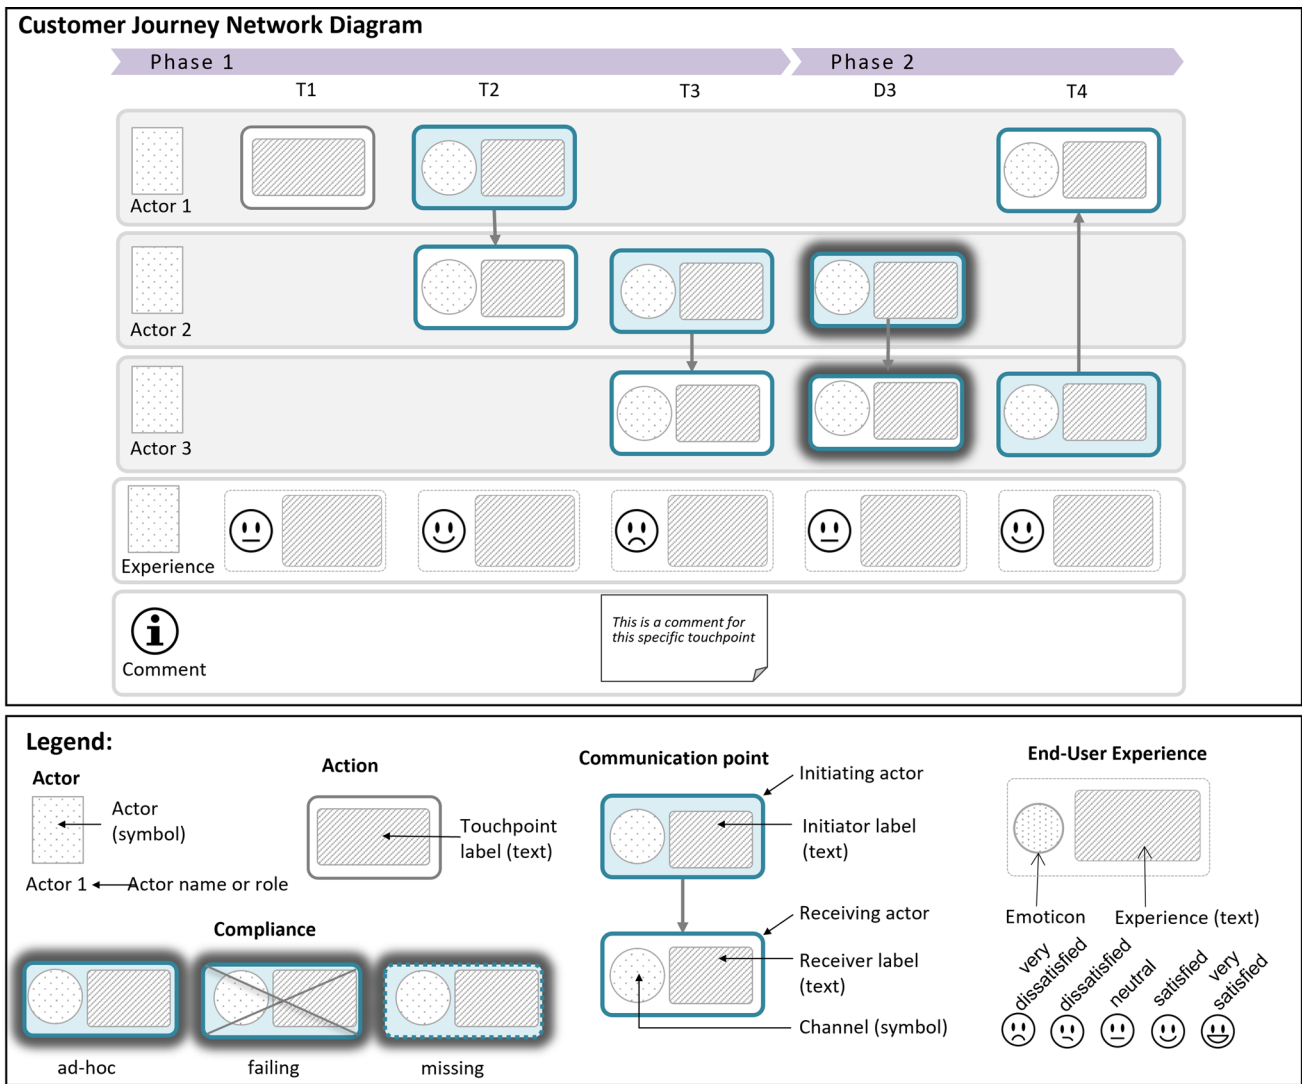 Customer Journey Network Diagram
Phase 1
Phase 2
T1
T2
T3
D3
T4
Actor 1
Actor 2
Actor 3
Experience
Comment
This is a comment for
this specific touchpoint
Legend:
Actor
Actor
(symbol)
Actor 1
Actor name or role
Action
Touchpoint
label (text)
Communication point
Initiating actor
Initiator label
(text)
Receiving actor
Receiver label
(text)
Channel (symbol)
End-User Experience
Emoticon
Experience (text)
very
dissatisfied
dissatisfied
neutral
satisfied
very
satisfied
Compliance
ad-hoc
failing
missing